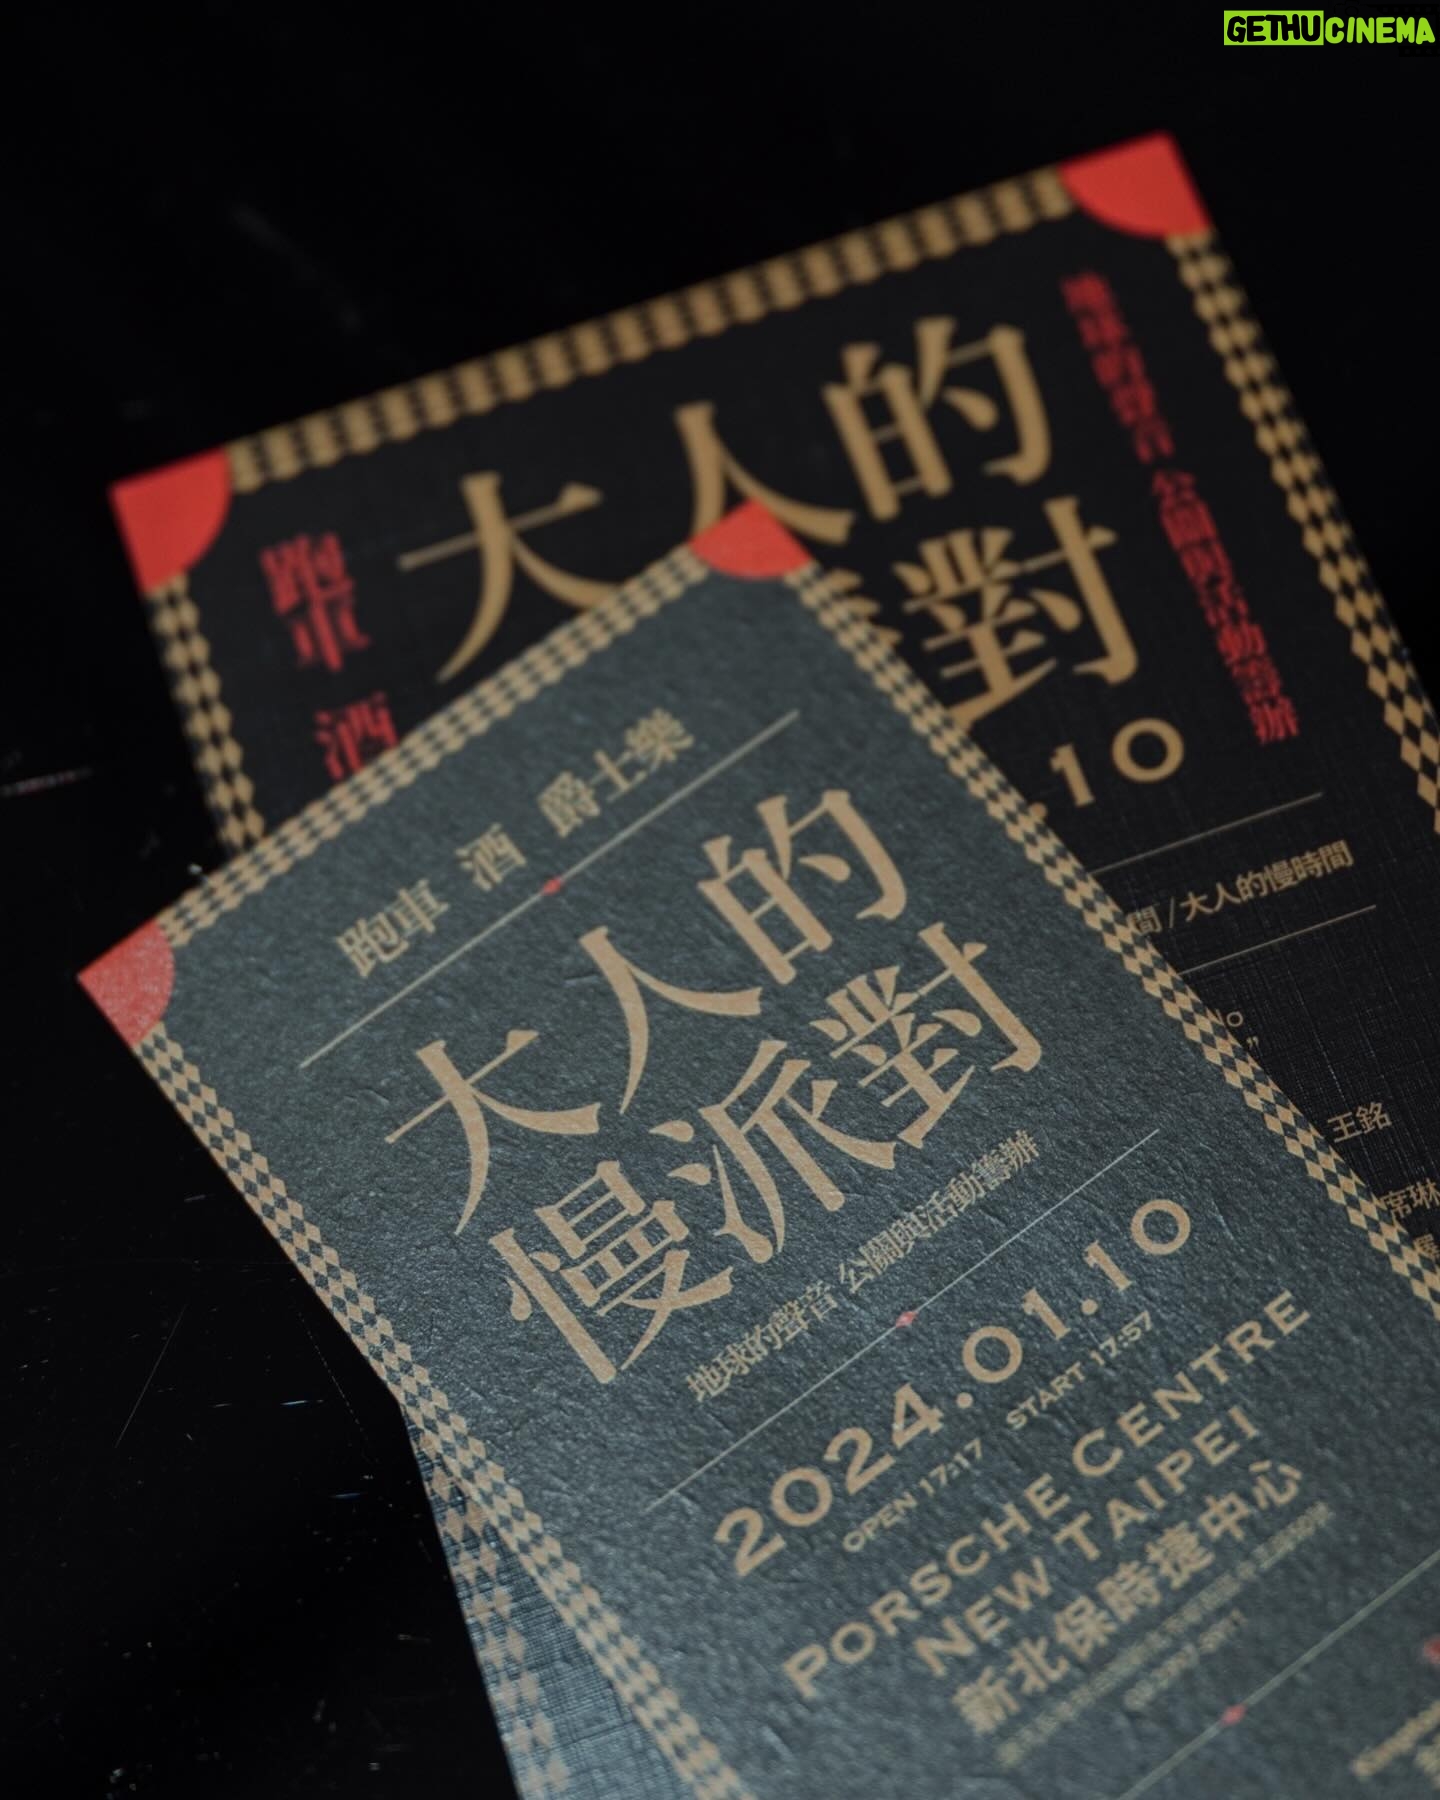 GETHUCINEMA
大人的
對
跑車 酒
地球的聲音 公關與活動籌辦
.10
間/大人的慢時間
No
”
王銘
席琳
跑車 酒 爵士樂
大人的
慢派對
地球的聲音 公關與活動籌辦
2024.01.10
OPEN 17:17 START 17:57
PORSCHE CENTRE
NEW TAIPEI
新北保時捷中心